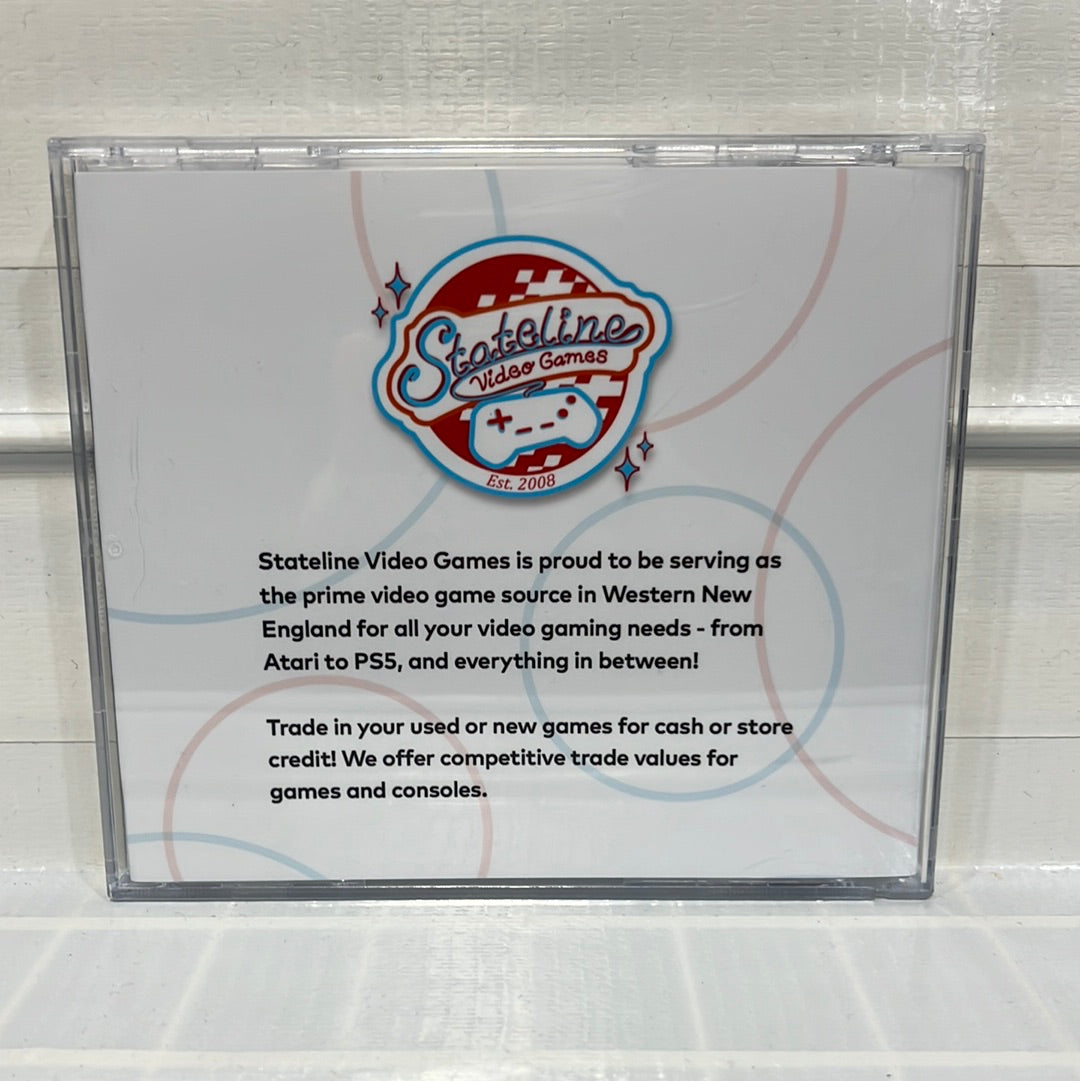 Stateline
Video Games
Est. 2008
Stateline Video Games is proud to be serving as
the prime video game source in Western New
England for all your video gaming needs - from
Atari to PS5, and everything in between!
Trade in your used or new games for cash or store
credit! We offer competitive trade values for
games and consoles.